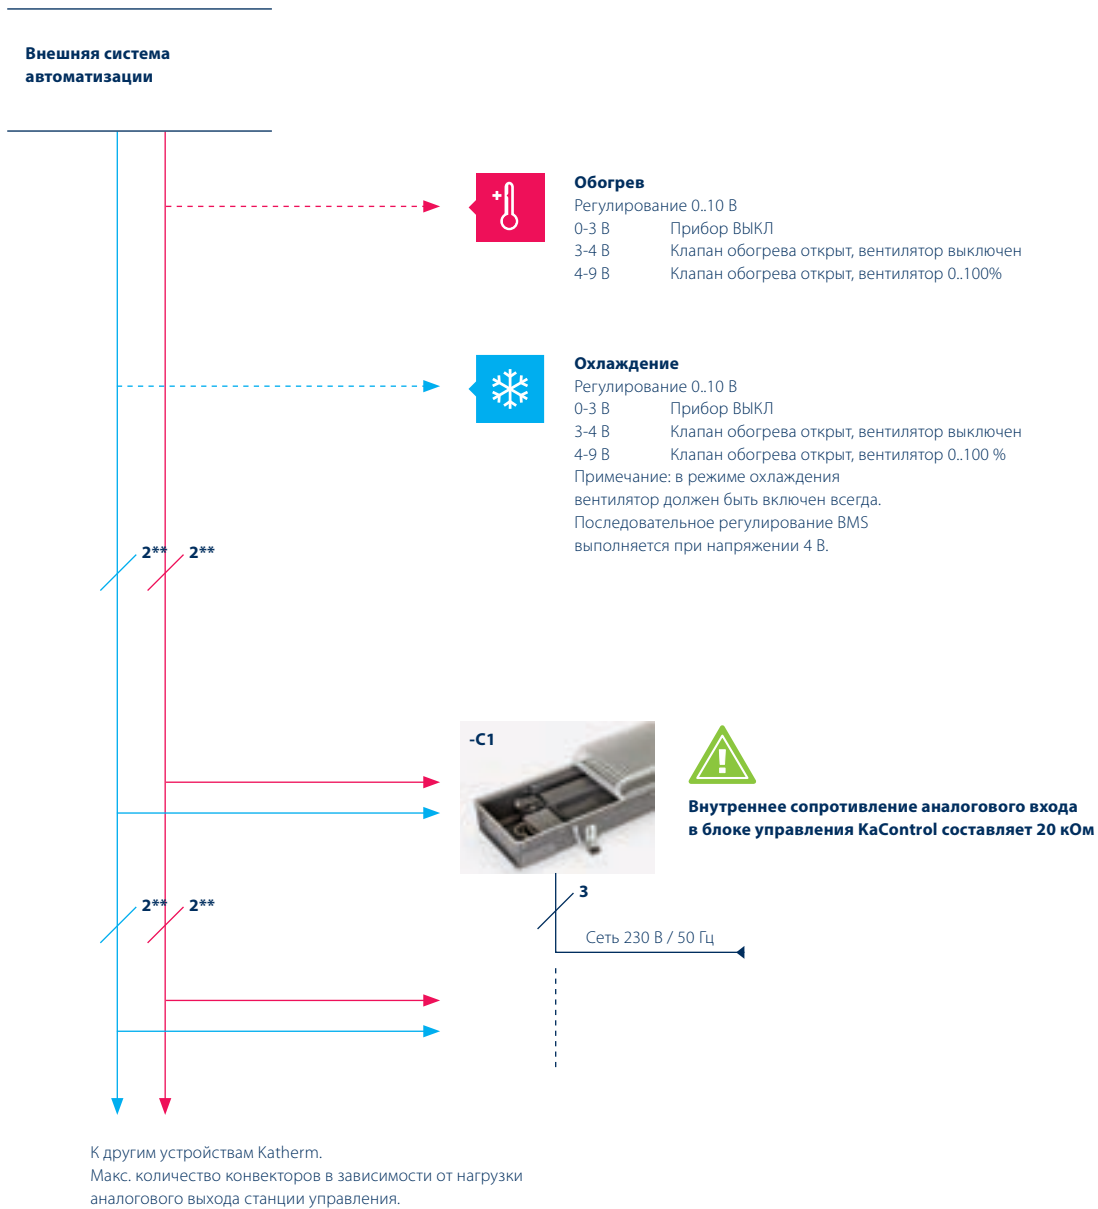 Внешняя система
автоматизации
Обогрев
Регулирование 0..10 В
0-3 В Прибор ВЫКЛ
3-4 В Клапан обогрева открыт, вентилятор выключен
4-9 В Клапан обогрева открыт, вентилятор 0..100%
Охлаждение
Регулирование 0..10 В
0-3 В Прибор ВЫКЛ
3-4 В Клапан обогрева открыт, вентилятор выключен
4-9 В Клапан обогрева открыт, вентилятор 0..100 %
Примечание: в режиме охлаждения
вентилятор должен быть включен всегда.
Последовательное регулирование BMS
выполняется при напряжении 4 В.
2** 2**
-C1
Внутреннее сопротивление аналогового входа
в блоке управления KaControl составляет 20 кОм
2** 2**
3
Сеть 230 В / 50 Гц
К другим устройствам Katherm.
Макс. количество конвекторов в зависимости от нагрузки
аналогового выхода станции управления.